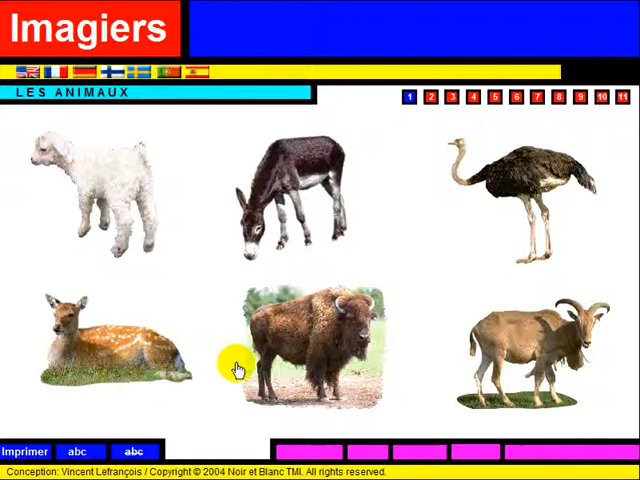 Imagiers
LES ANIMAUX
1 2 3 4 5 6 7 8 9 10 11
Imprimer abc abc
Conception: Vincent Lefrançois / Copyright © 2004 Noir et Blanc TMI. All rights reserved.